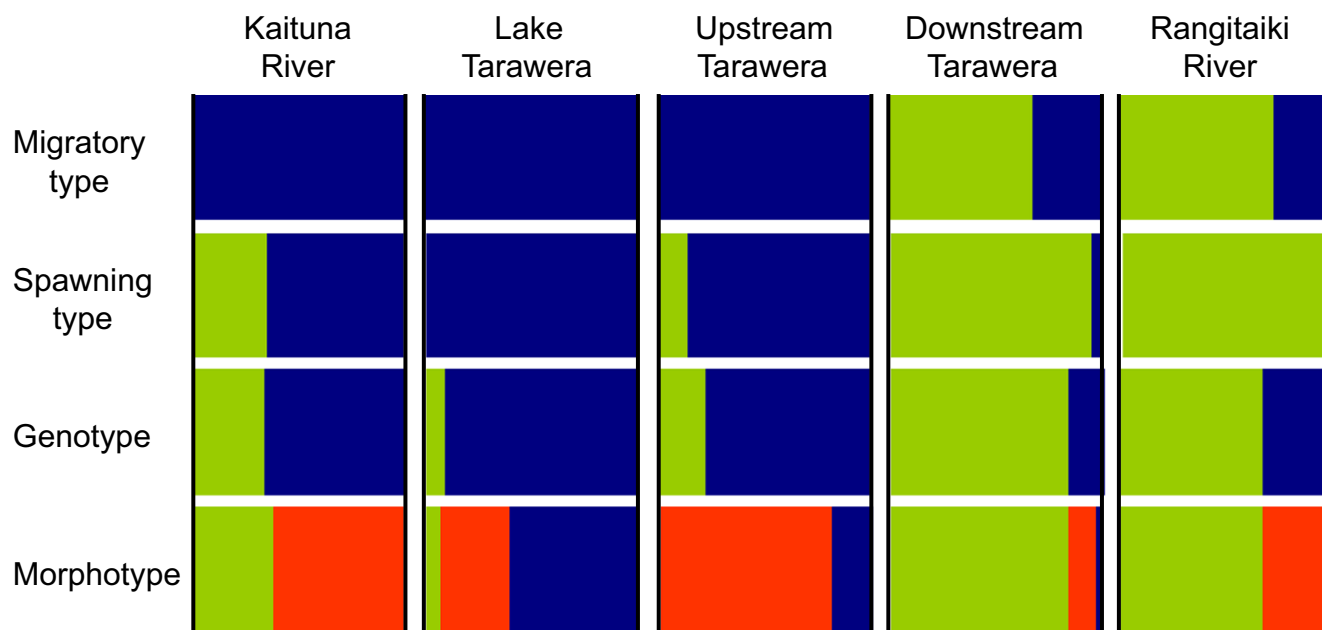 Kaituna
River
Lake
Tarawera
Upstream
Tarawera
Downstream
Tarawera
Rangitaiki
River
Migratory
type
Spawning
type
Genotype
Morphotype